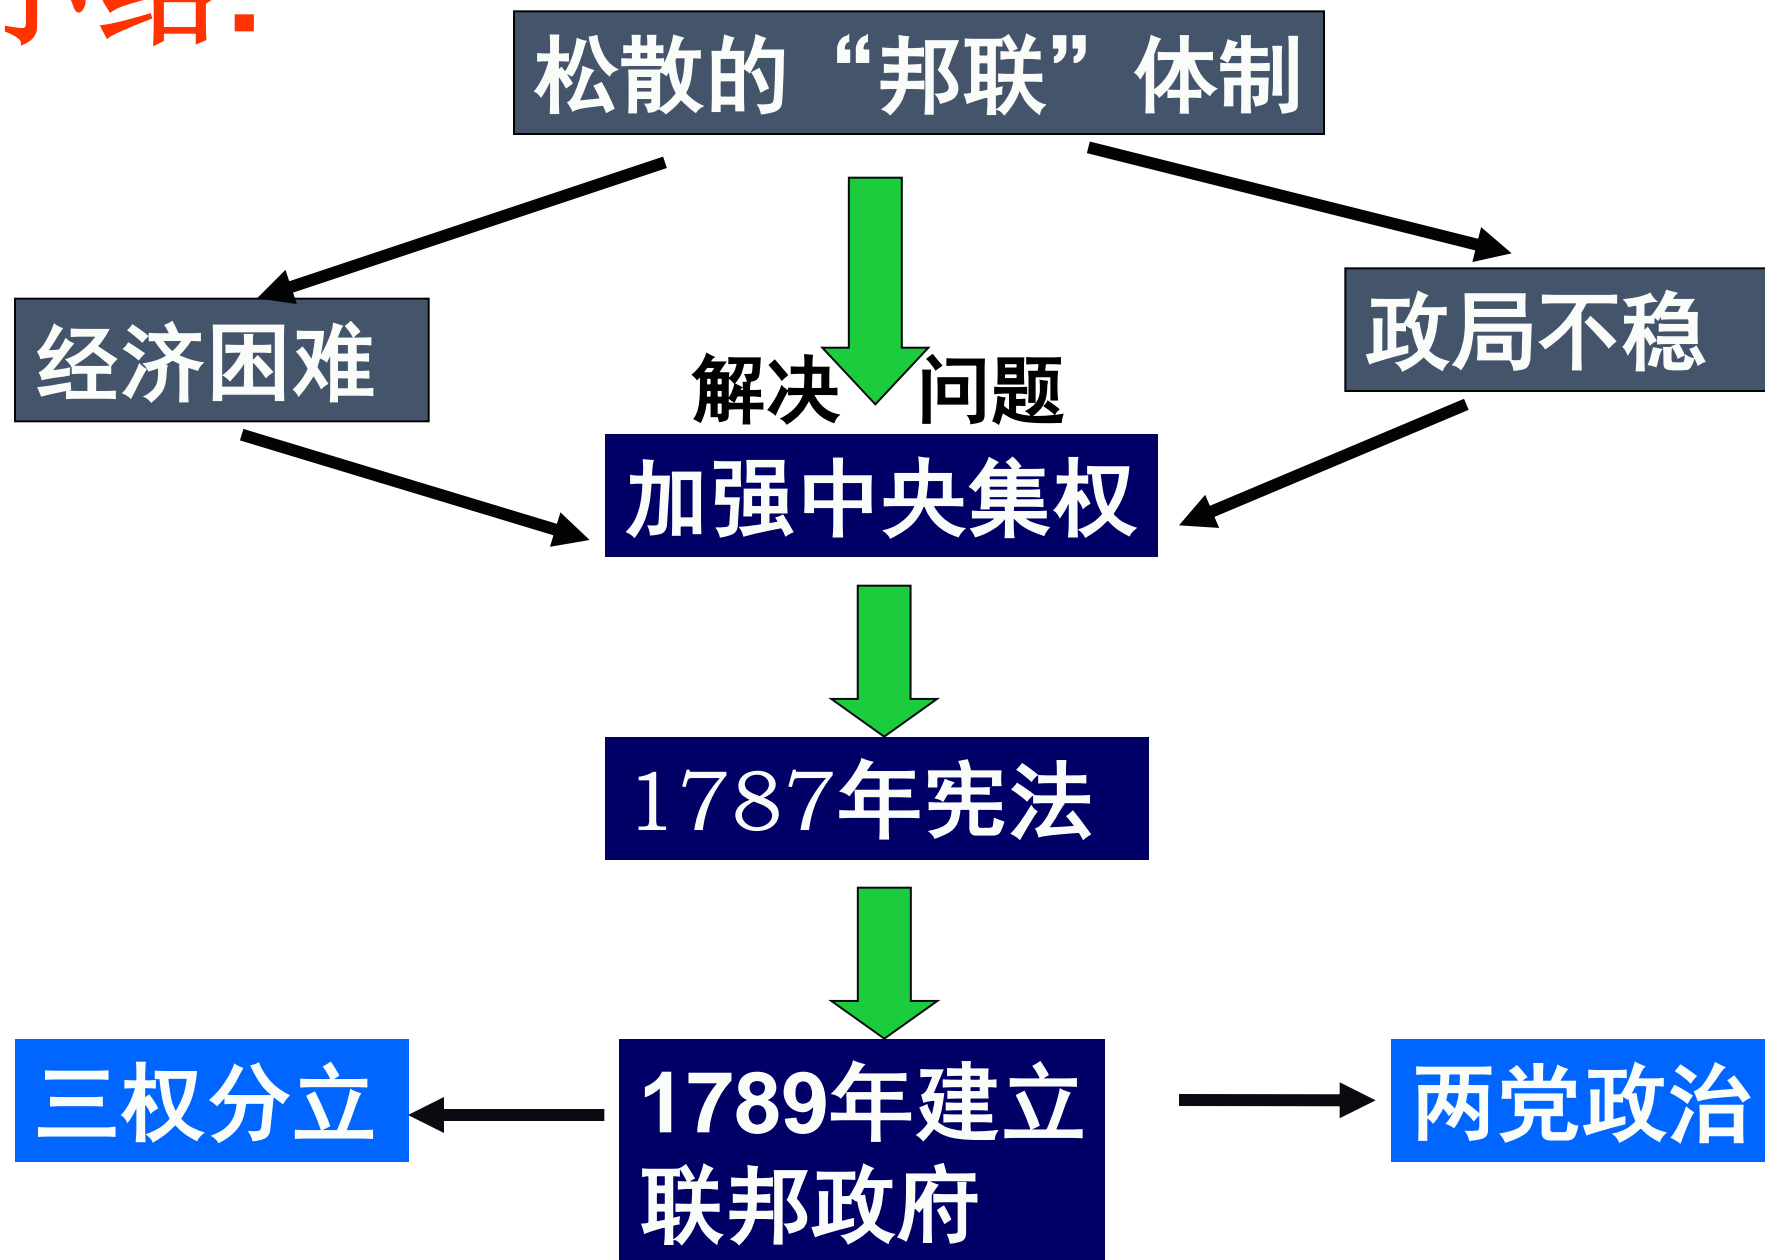 小结:
松散的“邦联”体制
经济困难
政局不稳
解决 问题
加强中央集权
1787年宪法
三权分立
1789年建立
联邦政府
两党政治